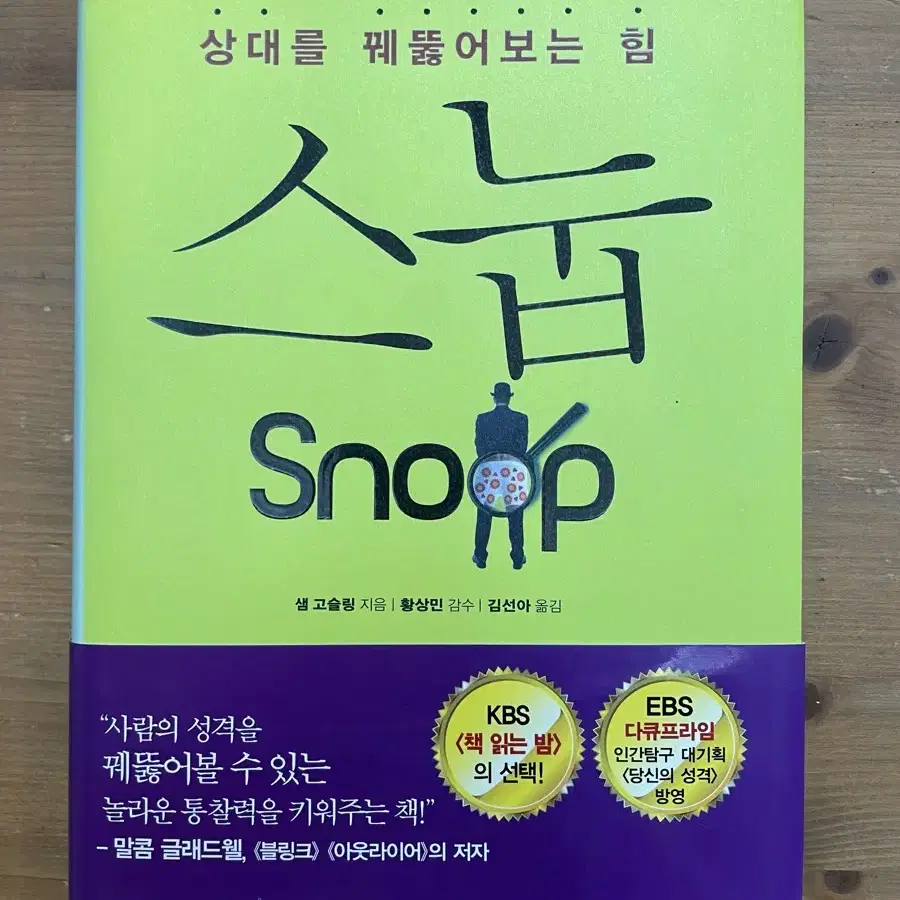 상대를 꿰뚫어보는 힘
스눕
Snoop
샘 고슬링 지음 | 황상민 감수 | 김선아 옮김
“사람의 성격을
꿰뚫어볼 수 있는
놀라운 통찰력을 키워주는 책!”
– 말콤 글래드웰, 《블링크》 《아웃라이어》의 저자
KBS
〈책 읽는 밤〉
의 선택!
EBS
다큐프라임
인간탐구 대기획
〈당신의 성격〉
방영